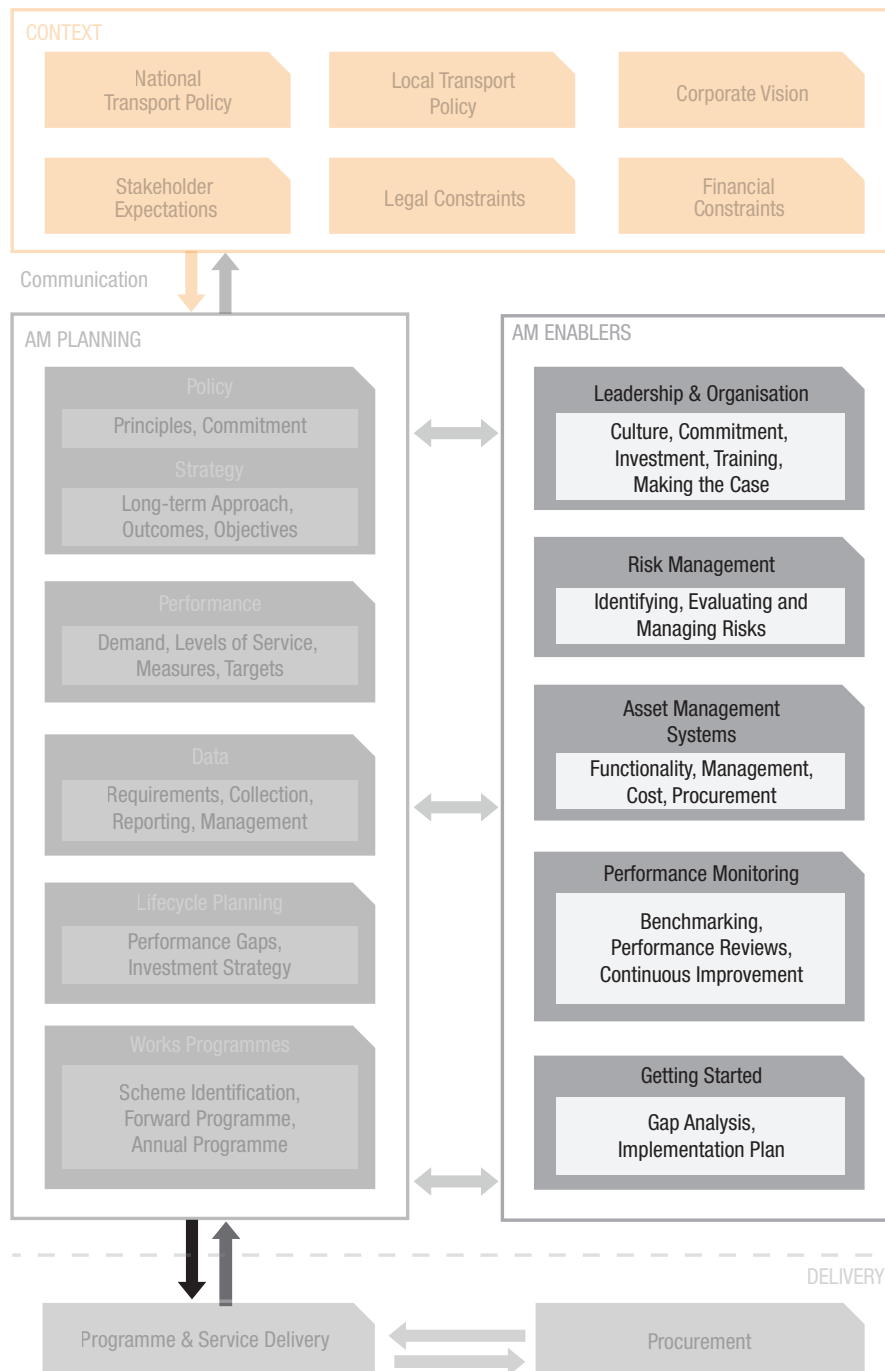 CONTEXT
National
Transport Policy
Local Transport
Policy
Corporate Vision
Stakeholder
Expectations
Legal Constraints
Financial
Constraints
Communication
AM PLANNING
Policy
Principles, Commitment
Strategy
Long-term Approach,
Outcomes, Objectives
Performance
Demand, Levels of Service,
Measures, Targets
Data
Requirements, Collection,
Reporting, Management
Lifecycle Planning
Performance Gaps,
Investment Strategy
Works Programmes
Scheme Identification,
Forward Programme,
Annual Programme
AM ENABLERS
Leadership & Organisation
Culture, Commitment,
Investment, Training,
Making the Case
Risk Management
Identifying, Evaluating and
Managing Risks
Asset Management
Systems
Functionality, Management,
Cost, Procurement
Performance Monitoring
Benchmarking,
Performance Reviews,
Continuous Improvement
Getting Started
Gap Analysis,
Implementation Plan
DELIVERY
Programme & Service Delivery
Procurement